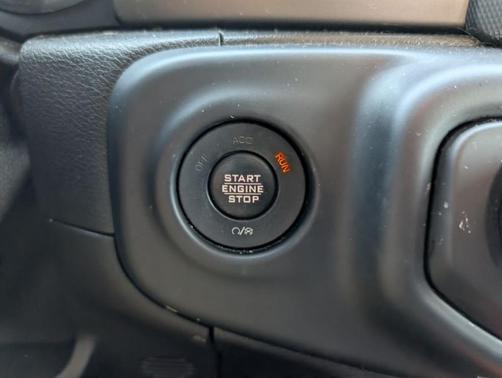 OFF
ACC
RUN
START
ENGINE
STOP